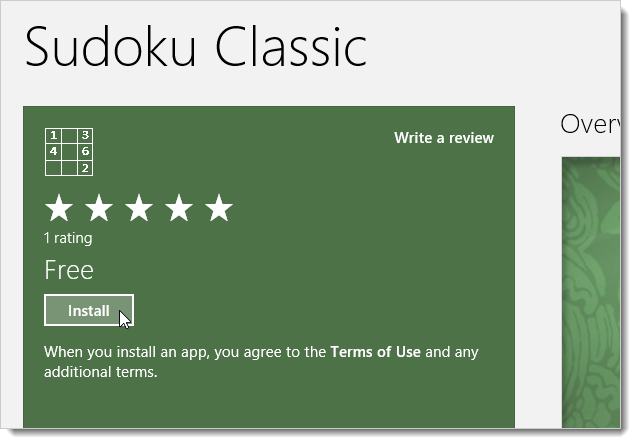 Sudoku Classic
Over
1 3
4 6
2
Write a review
1 rating
Free
Install
When you install an app, you agree to the Terms of Use and any
additional terms.